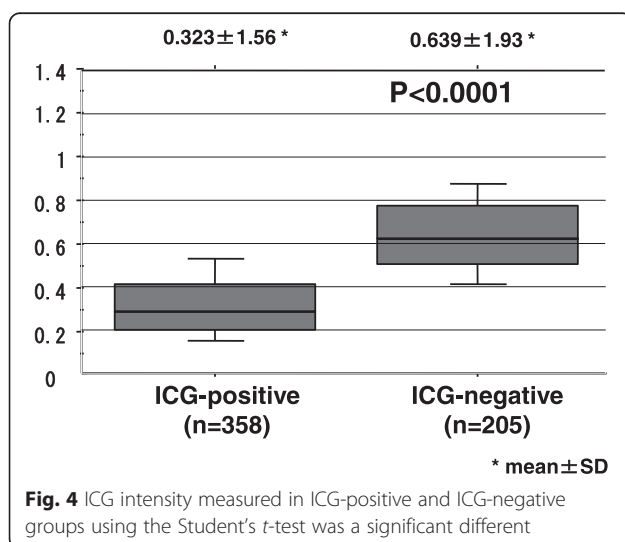 0.323±1.56 * 0.639±1.93 *
1.4
P<0.0001
1.2
1
0.8
0.6
0.4
0.2
0
ICG-positive ICG-negative
(n=358) (n=205)
* mean±SD
Fig. 4 ICG intensity measured in ICG-positive and ICG-negative
groups using the Student's t-test was a significant different